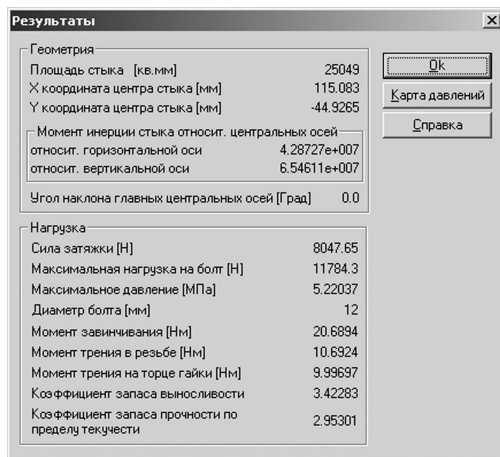 Результаты
Геометрия
Площадь стыка [кв.мм] 25049
X координата центра стыка [мм] 115.083
Y координата центра стыка [мм] -44.9265
Момент инерции стыка относит. центральных осей
относит. горизонтальной оси 4.28727e+007
относит. вертикальной оси 6.54611e+007
Угол наклона главных центральных осей [Град] 0.0
Нагрузка
Сила затяжки [Н] 8047.65
Максимальная нагрузка на болт [Н] 11784.3
Максимальное давление [МПа] 5.22037
Диаметр болта [мм] 12
Момент завинчивания [Нм] 20.6894
Момент трения в резьбе [Нм] 10.6924
Момент трения на торце гайки [Нм] 9.99697
Коэффициент запаса выносливости 3.42283
Коэффициент запаса прочности по
пределу текучести 2.95301
Ok
Карта давлений
Справка